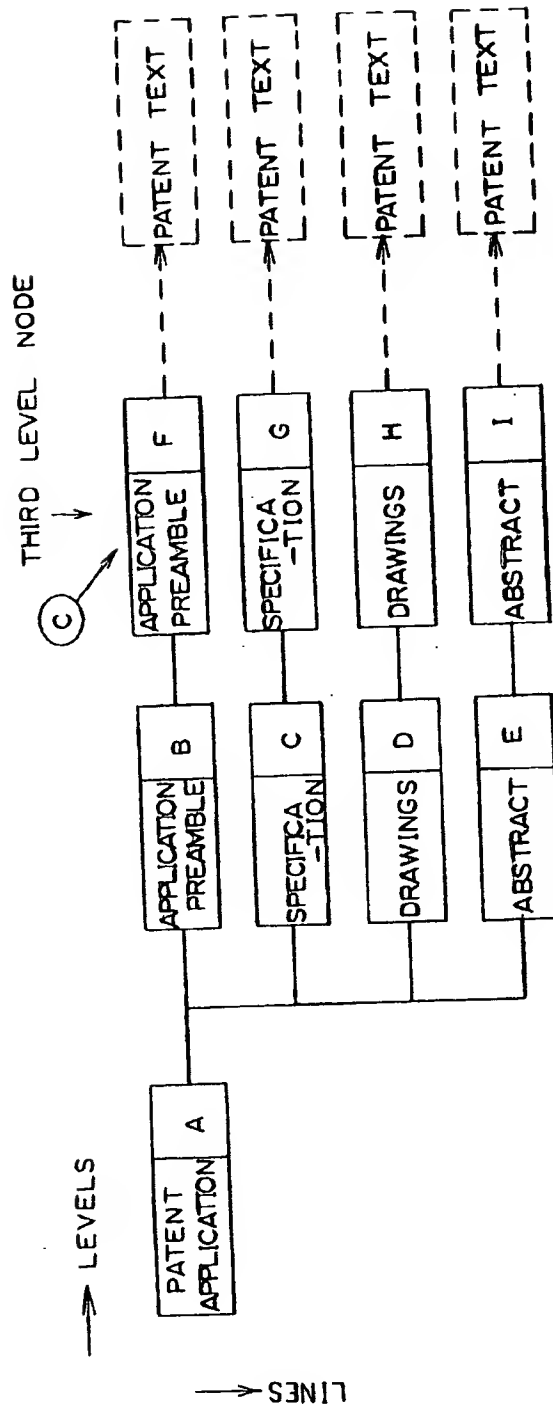 → LEVELS
LINES
THIRD LEVEL NODE
C
PATENT
APPLICATION
A
APPLICATION
PREAMBLE
B
APPLICATION
PREAMBLE
F
PATENT TEXT
SPECIFICA
-TION
C
SPECIFICA
-TION
G
PATENT TEXT
DRAWINGS
D
DRAWINGS
H
PATENT TEXT
ABSTRACT
E
ABSTRACT
I
PATENT TEXT